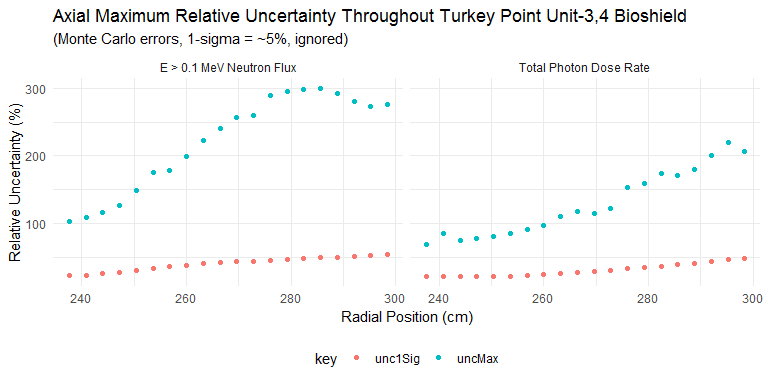 Axial Maximum Relative Uncertainty Throughout Turkey Point Unit-3,4 Bioshield
(Monte Carlo errors, 1-sigma = ~5%, ignored)
E > 0.1 MeV Neutron Flux
Total Photon Dose Rate
Relative Uncertainty (%)
300
200
100
240 260 280 300 240 260 280 300
Radial Position (cm)
key unc1Sig uncMax